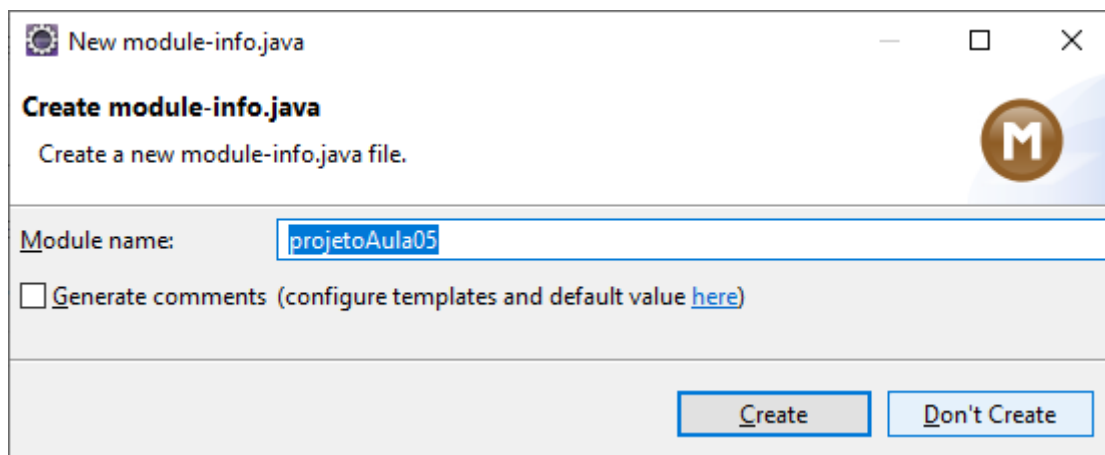 New module-info.java
Create module-info.java
Create a new module-info.java file.
M
Module name: projetoAula05
Generate comments (configure templates and default value here)
Create Don't Create